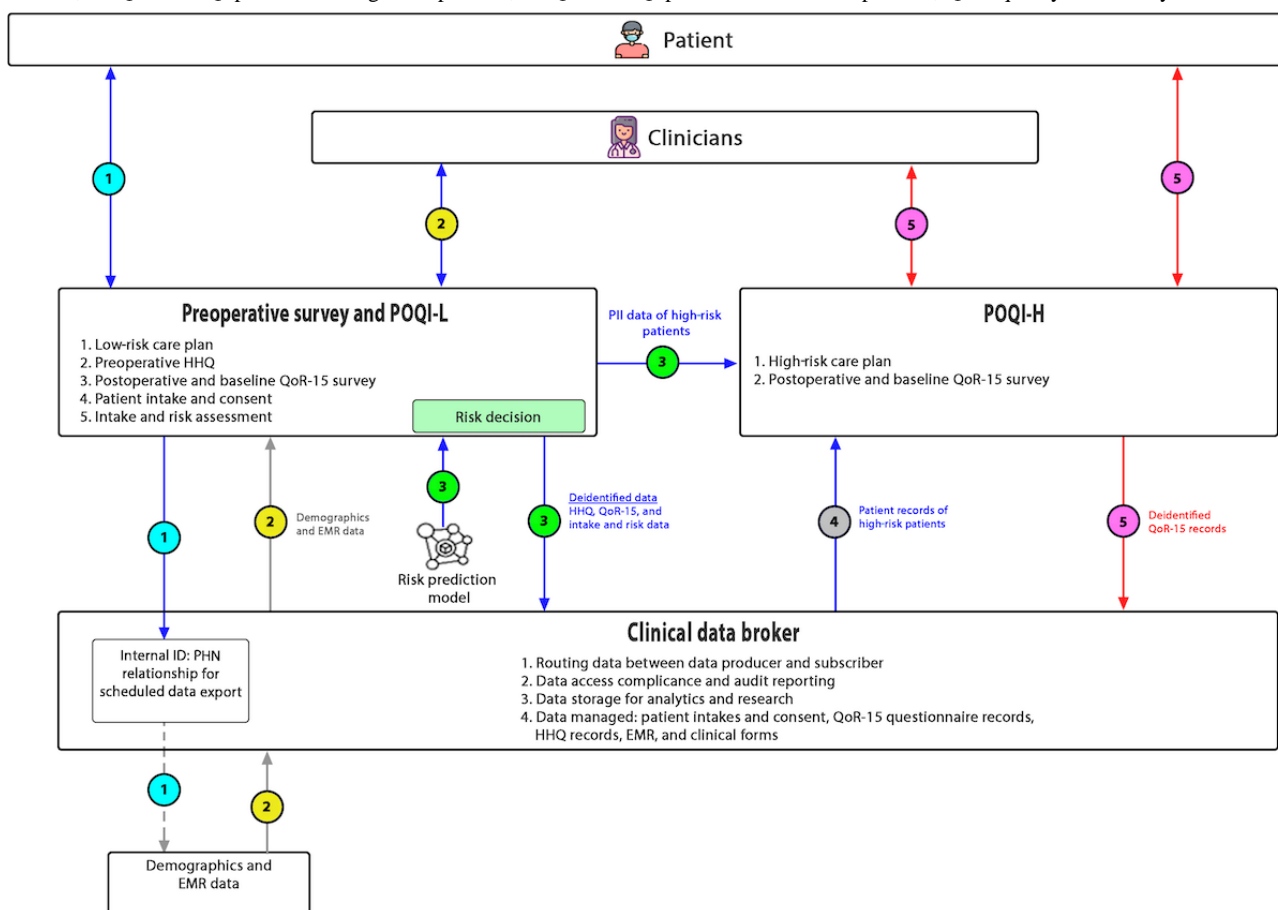 Patient
Clinicians
1
2
5
5
Preoperative survey and POQI-L
1. Low-risk care plan
2. Preoperative HHQ
3. Postoperative and baseline QoR-15 survey
4. Patient intake and consent
5. Intake and risk assessment
Risk decision
PII data of high-risk
patients
3
POQI-H
1. High-risk care plan
2. Postoperative and baseline QoR-15 survey
1
2
Demographics
and EMR data
3
Risk prediction
model
3
Deidentified data
HHQ, QoR-15, and
intake and risk data
4
Patient records of
high-risk patients
5
Deidentified
QoR-15 records
Clinical data broker
Internal ID: PHN
relationship for
scheduled data export
1. Routing data between data producer and subscriber
2. Data access complicance and audit reporting
3. Data storage for analytics and research
4. Data managed: patient intakes and consent, QoR-15 questionnaire records,
HHQ records, EMR, and clinical forms
1
2
Demographics and
EMR data